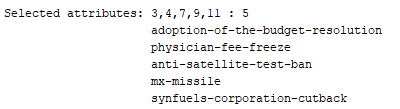 Selected attributes: 3,4,7,9,11 : 5
adoption-of-the-budget-resolution
physician-fee-freeze
anti-satellite-test-ban
mx-missile
synfuels-corporation-cutback